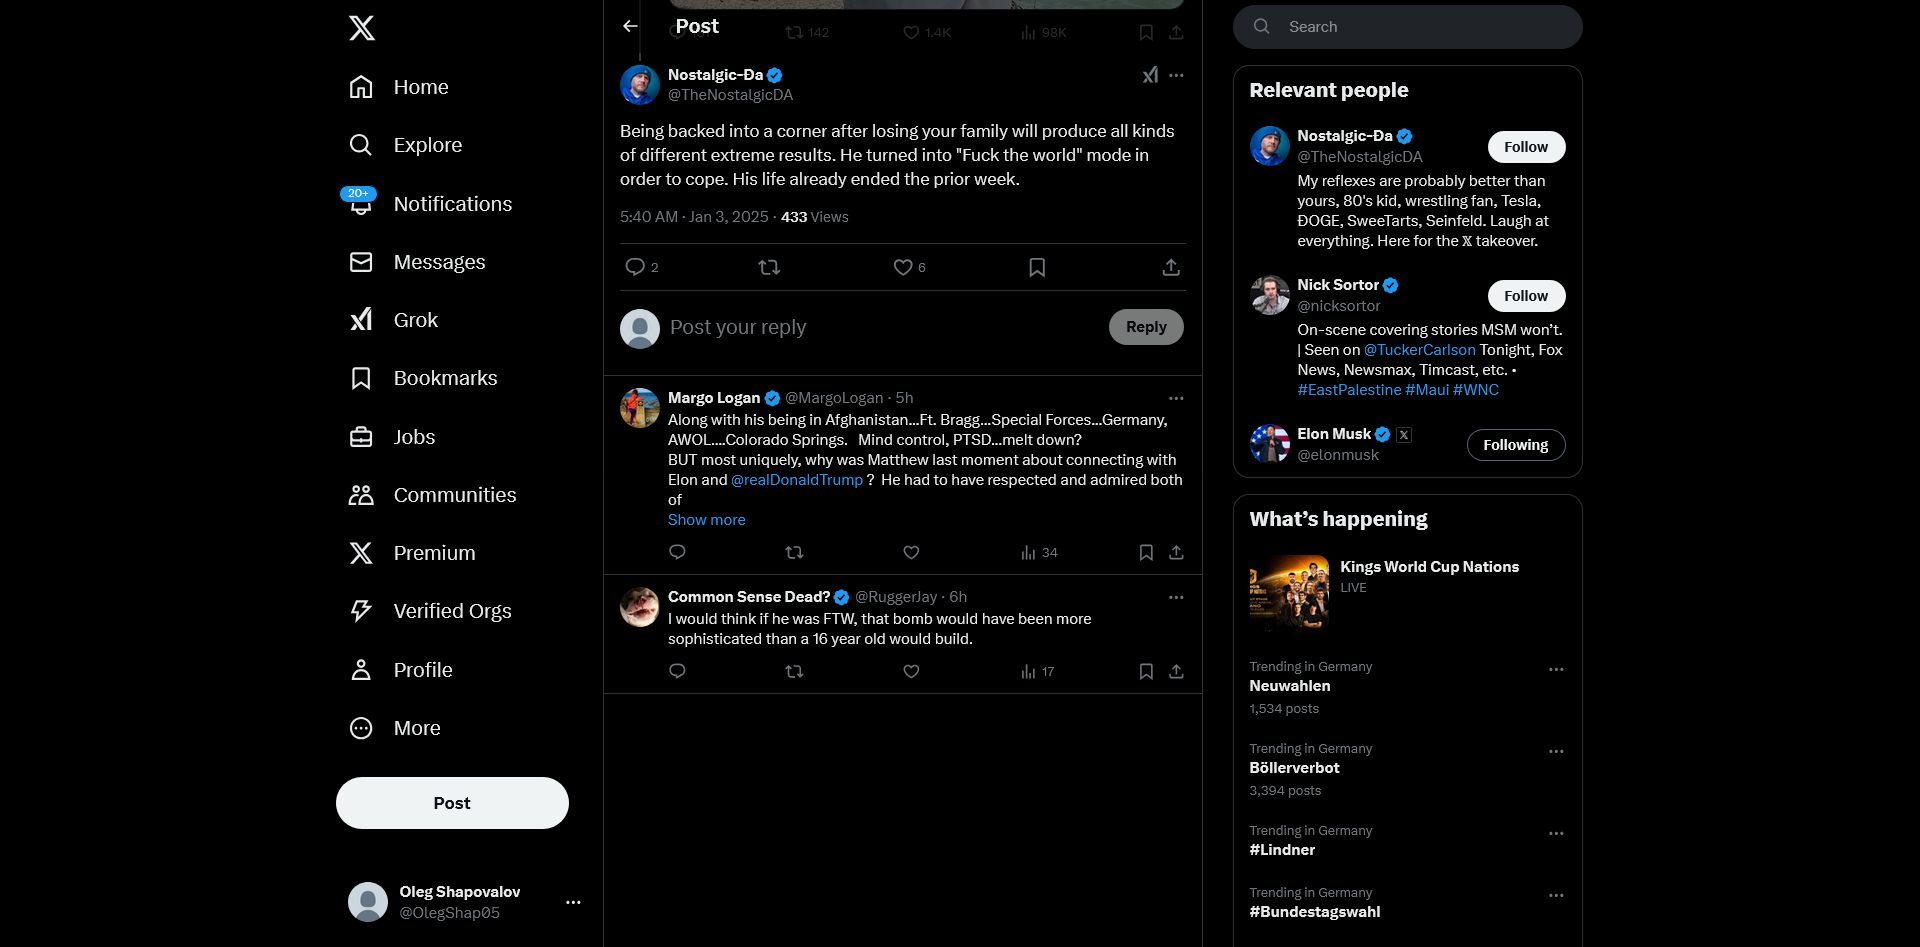 Home
Explore
20+
Notifications
Messages
Grok
Bookmarks
Jobs
Communities
Premium
Verified Orgs
Profile
More
Post
Oleg Shapovalov
@OlegShap05
Post
142
1.4K
98K
Nostalgic-Đa
@TheNostalgicDA
Being backed into a corner after losing your family will produce all kinds
of different extreme results. He turned into "Fuck the world" mode in
order to cope. His life already ended the prior week.
5:40 AM · Jan 3, 2025 · 433 Views
2
6
Post your reply
Reply
Margo Logan @MargoLogan · 5h
Along with his being in Afghanistan...Ft. Bragg...Special Forces...Germany,
AWOL....Colorado Springs.   Mind control, PTSD...melt down?
BUT most uniquely, why was Matthew last moment about connecting with
Elon and @realDonaldTrump ?  He had to have respected and admired both
of
Show more
34
Common Sense Dead? @RuggerJay · 6h
I would think if he was FTW, that bomb would have been more
sophisticated than a 16 year old would build.
17
Search
Relevant people
Nostalgic-Đa
@TheNostalgicDA
Follow
My reflexes are probably better than
yours, 80's kid, wrestling fan, Tesla,
ĐOGE, SweeTarts, Seinfeld. Laugh at
everything. Here for the 𝕏 takeover.
Nick Sortor
@nicksortor
Follow
On-scene covering stories MSM won’t.
| Seen on @TuckerCarlson Tonight, Fox
News, Newsmax, Timcast, etc. •
#EastPalestine #Maui #WNC
Elon Musk
@elonmusk
Following
What’s happening
Kings World Cup Nations
LIVE
Trending in Germany
Neuwahlen
1,534 posts
Trending in Germany
Böllerverbot
3,394 posts
Trending in Germany
#Lindner
Trending in Germany
#Bundestagswahl